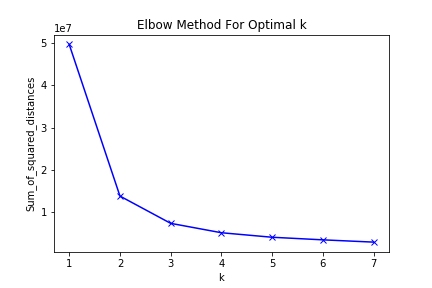 Elbow Method For Optimal k
1e7
5
4
3
2
1
Sum_of_squared_distances
1 2 3 4 5 6 7
k